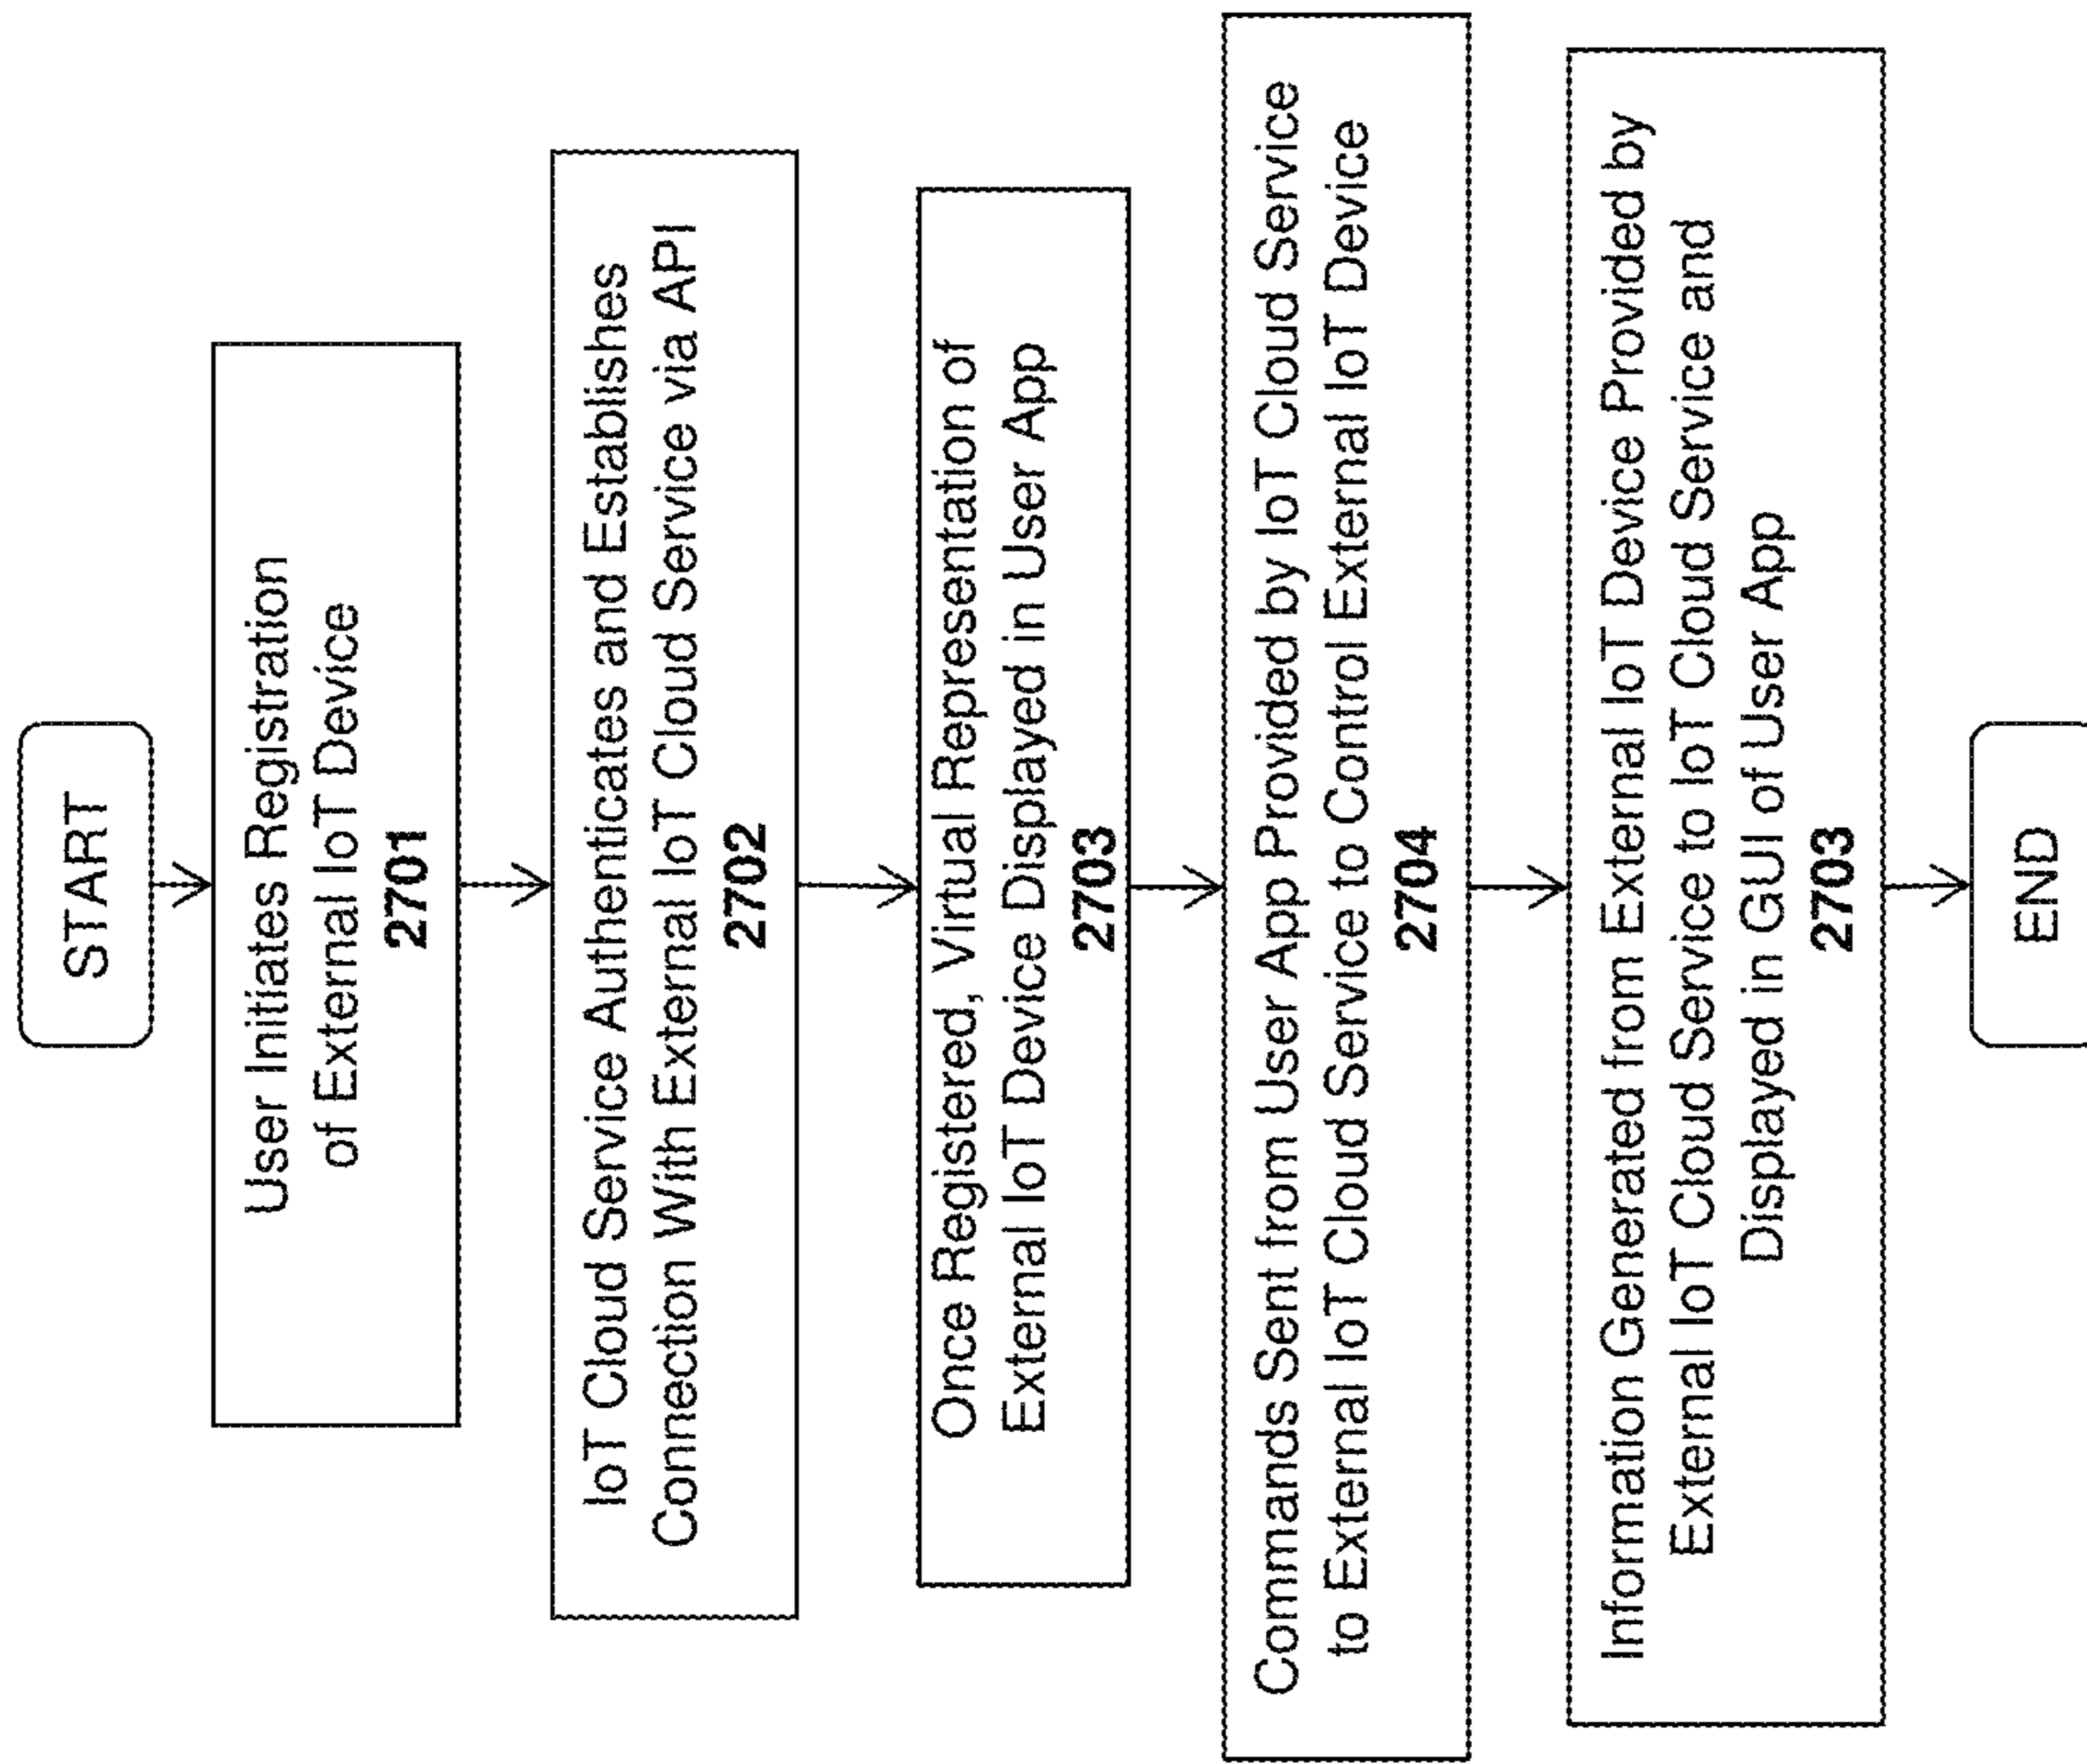 START
User Initiates Registration
of External IoT Device
2701
IoT Cloud Service Authenticates and Establishes
Connection With External IoT Cloud Service via API
2702
Once Registered, Virtual Representation of
External IoT Device Displayed in User App
2703
Commands Sent from User App Provided by IoT Cloud Service
to External IoT Cloud Service to Control External IoT Device
2704
Information Generated from External IoT Device Provided by
External IoT Cloud Service to IoT Cloud Service and
Displayed in GUI of User App
2703
END